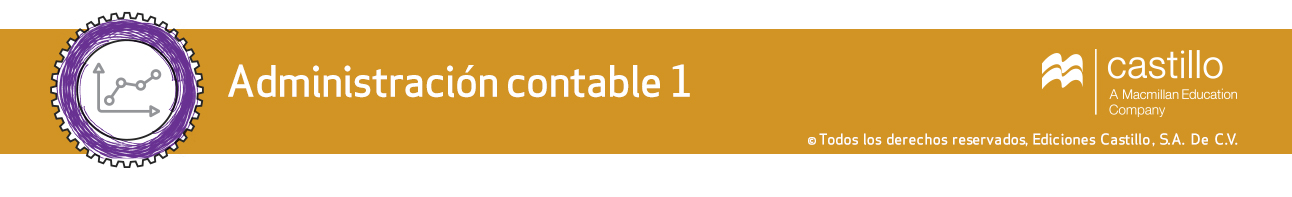 Administración contable 1
castillo
A Macmillan Education
Company
© Todos los derechos reservados, Ediciones Castillo, S.A. De C.V.